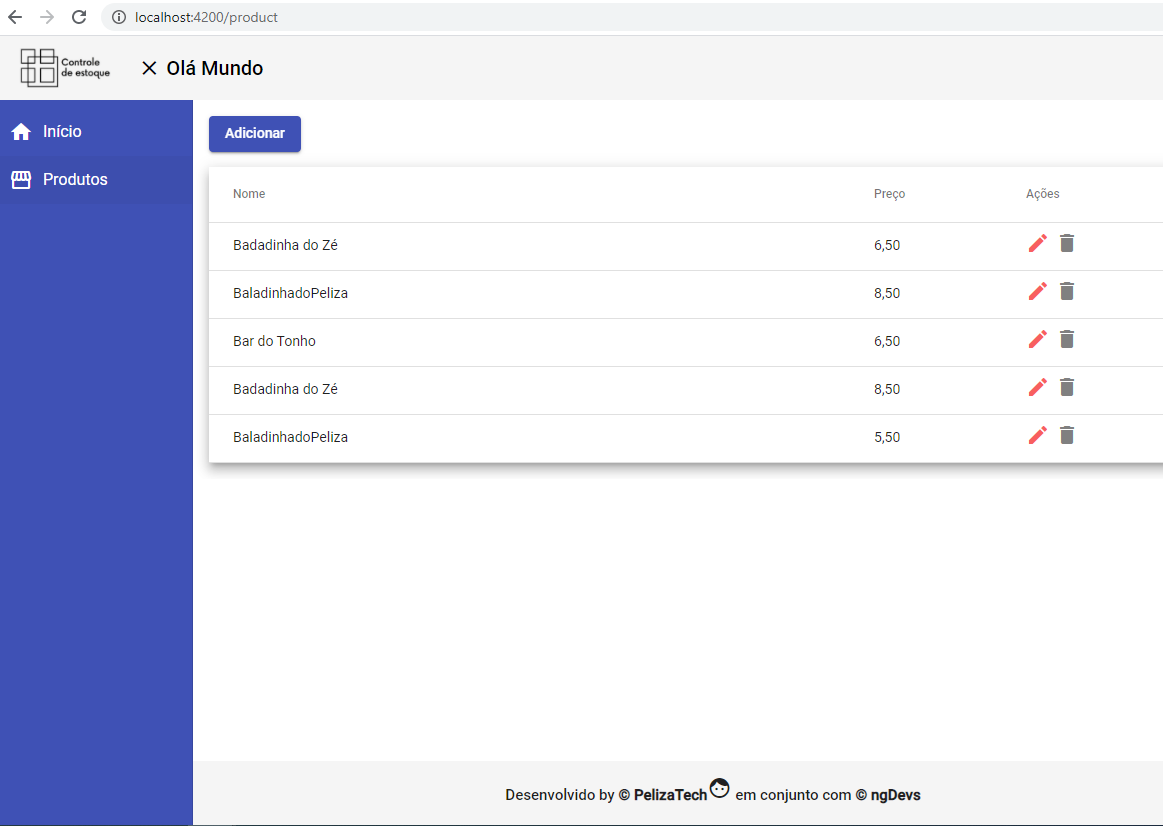 localhost:4200/product
Controle
de estoque
Olá Mundo
Início
Produtos
Adicionar
Nome Preço Ações
Badadinha do Zé 6,50
BaladinhadoPeliza 8,50
Bar do Tonho 6,50
Badadinha do Zé 8,50
BaladinhadoPeliza 5,50
Desenvolvido por © PelizaTech em conjunto com © ngDevs